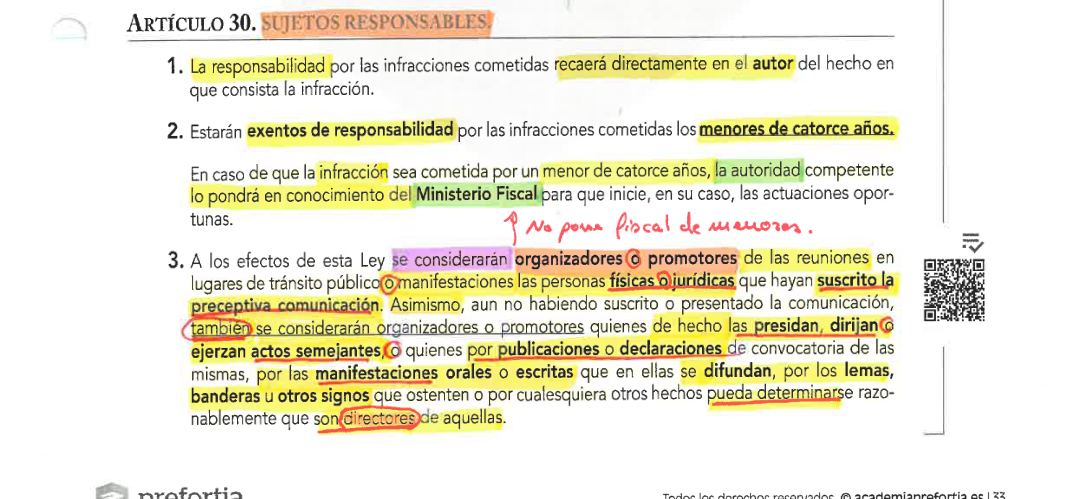 ARTÍCULO 30. SUJETOS RESPONSABLES.
1. La responsabilidad por las infracciones cometidas recaerá directamente en el autor del hecho en
que consista la infracción.
2. Estarán exentos de responsabilidad por las infracciones cometidas los menores de catorce años.
En caso de que la infracción sea cometida por un menor de catorce años, la autoridad competente
lo pondrá en conocimiento del Ministerio Fiscal para que inicie, en su caso, las actuaciones opor-
tunas.
↑ No pone fiscal de menores.
3. A los efectos de esta Ley se considerarán organizadores o promotores de las reuniones en
lugares de tránsito público o manifestaciones las personas físicas o jurídicas que hayan suscrito la
preceptiva comunicación. Asimismo, aun no habiendo suscrito o presentado la comunicación,
también se considerarán organizadores o promotores quienes de hecho las presidan, dirijan o
ejerzan actos semejantes, o quienes por publicaciones o declaraciones de convocatoria de las
mismas, por las manifestaciones orales o escritas que en ellas se difundan, por los lemas,
banderas u otros signos que ostenten o por cualesquiera otros hechos pueda determinarse razo-
nablemente que son directores de aquellas.
prefortia
Todos los derechos reservados. © academiaprefortia.es | 33